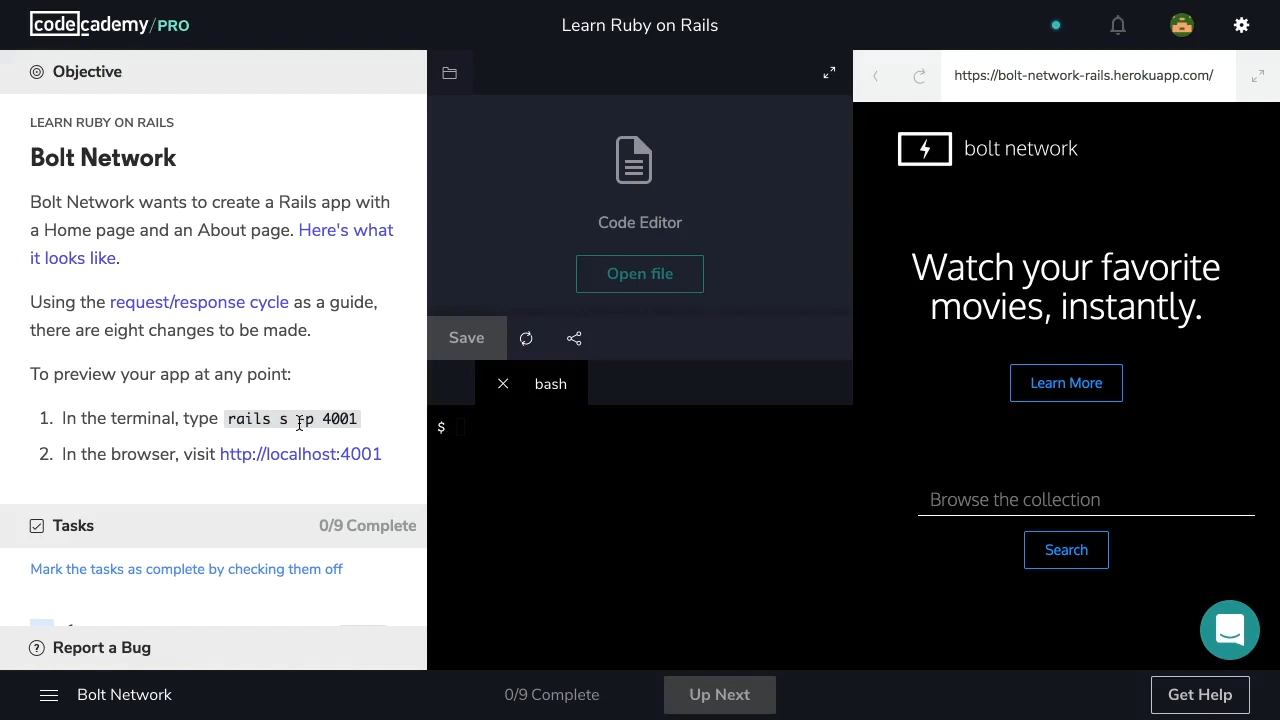 codecademy/PRO
Learn Ruby on Rails
Objective
LEARN RUBY ON RAILS
Bolt Network
Bolt Network wants to create a Rails app with
a Home page and an About page. Here's what
it looks like.
Using the request/response cycle as a guide,
there are eight changes to be made.
To preview your app at any point:
1. In the terminal, type rails s -p 4001
2. In the browser, visit http://localhost:4001
Tasks 0/9 Complete
Mark the tasks as complete by checking them off
Report a Bug
Code Editor
Open file
Save
bash
$
https://bolt-network-rails.herokuapp.com/
bolt network
Watch your favorite
movies, instantly.
Learn More
Browse the collection
Search
Bolt Network
0/9 Complete
Up Next
Get Help